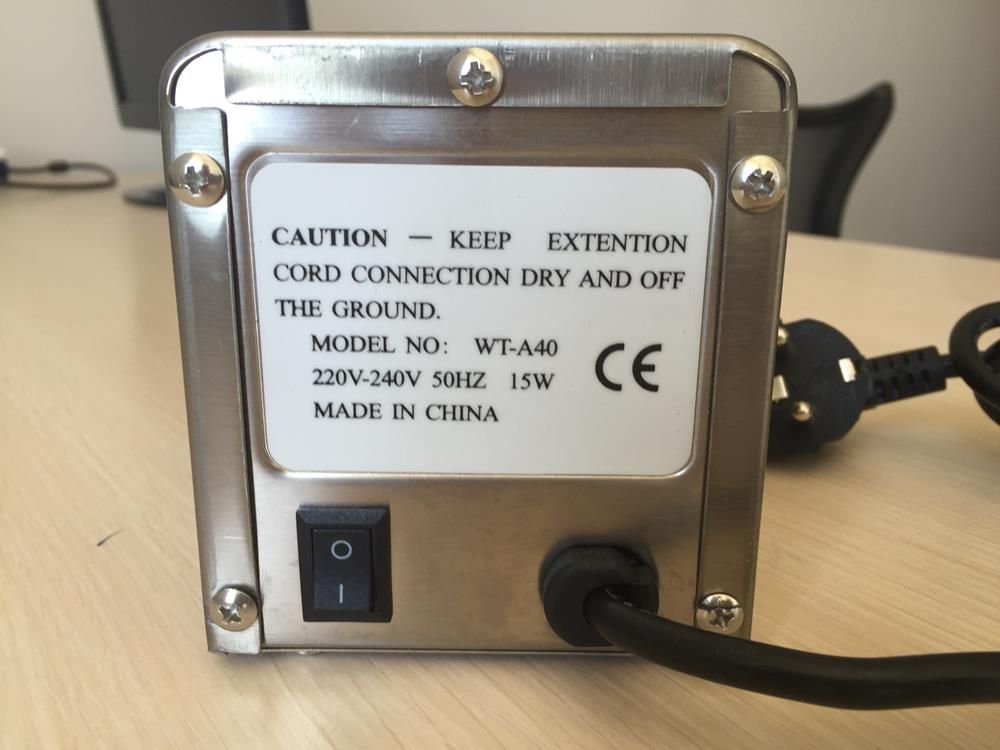 CAUTION — KEEP EXTENTION
CORD CONNECTION DRY AND OFF
THE GROUND.
MODEL NO: WT-A40
220V-240V 50HZ 15W
MADE IN CHINA
CE
O
I